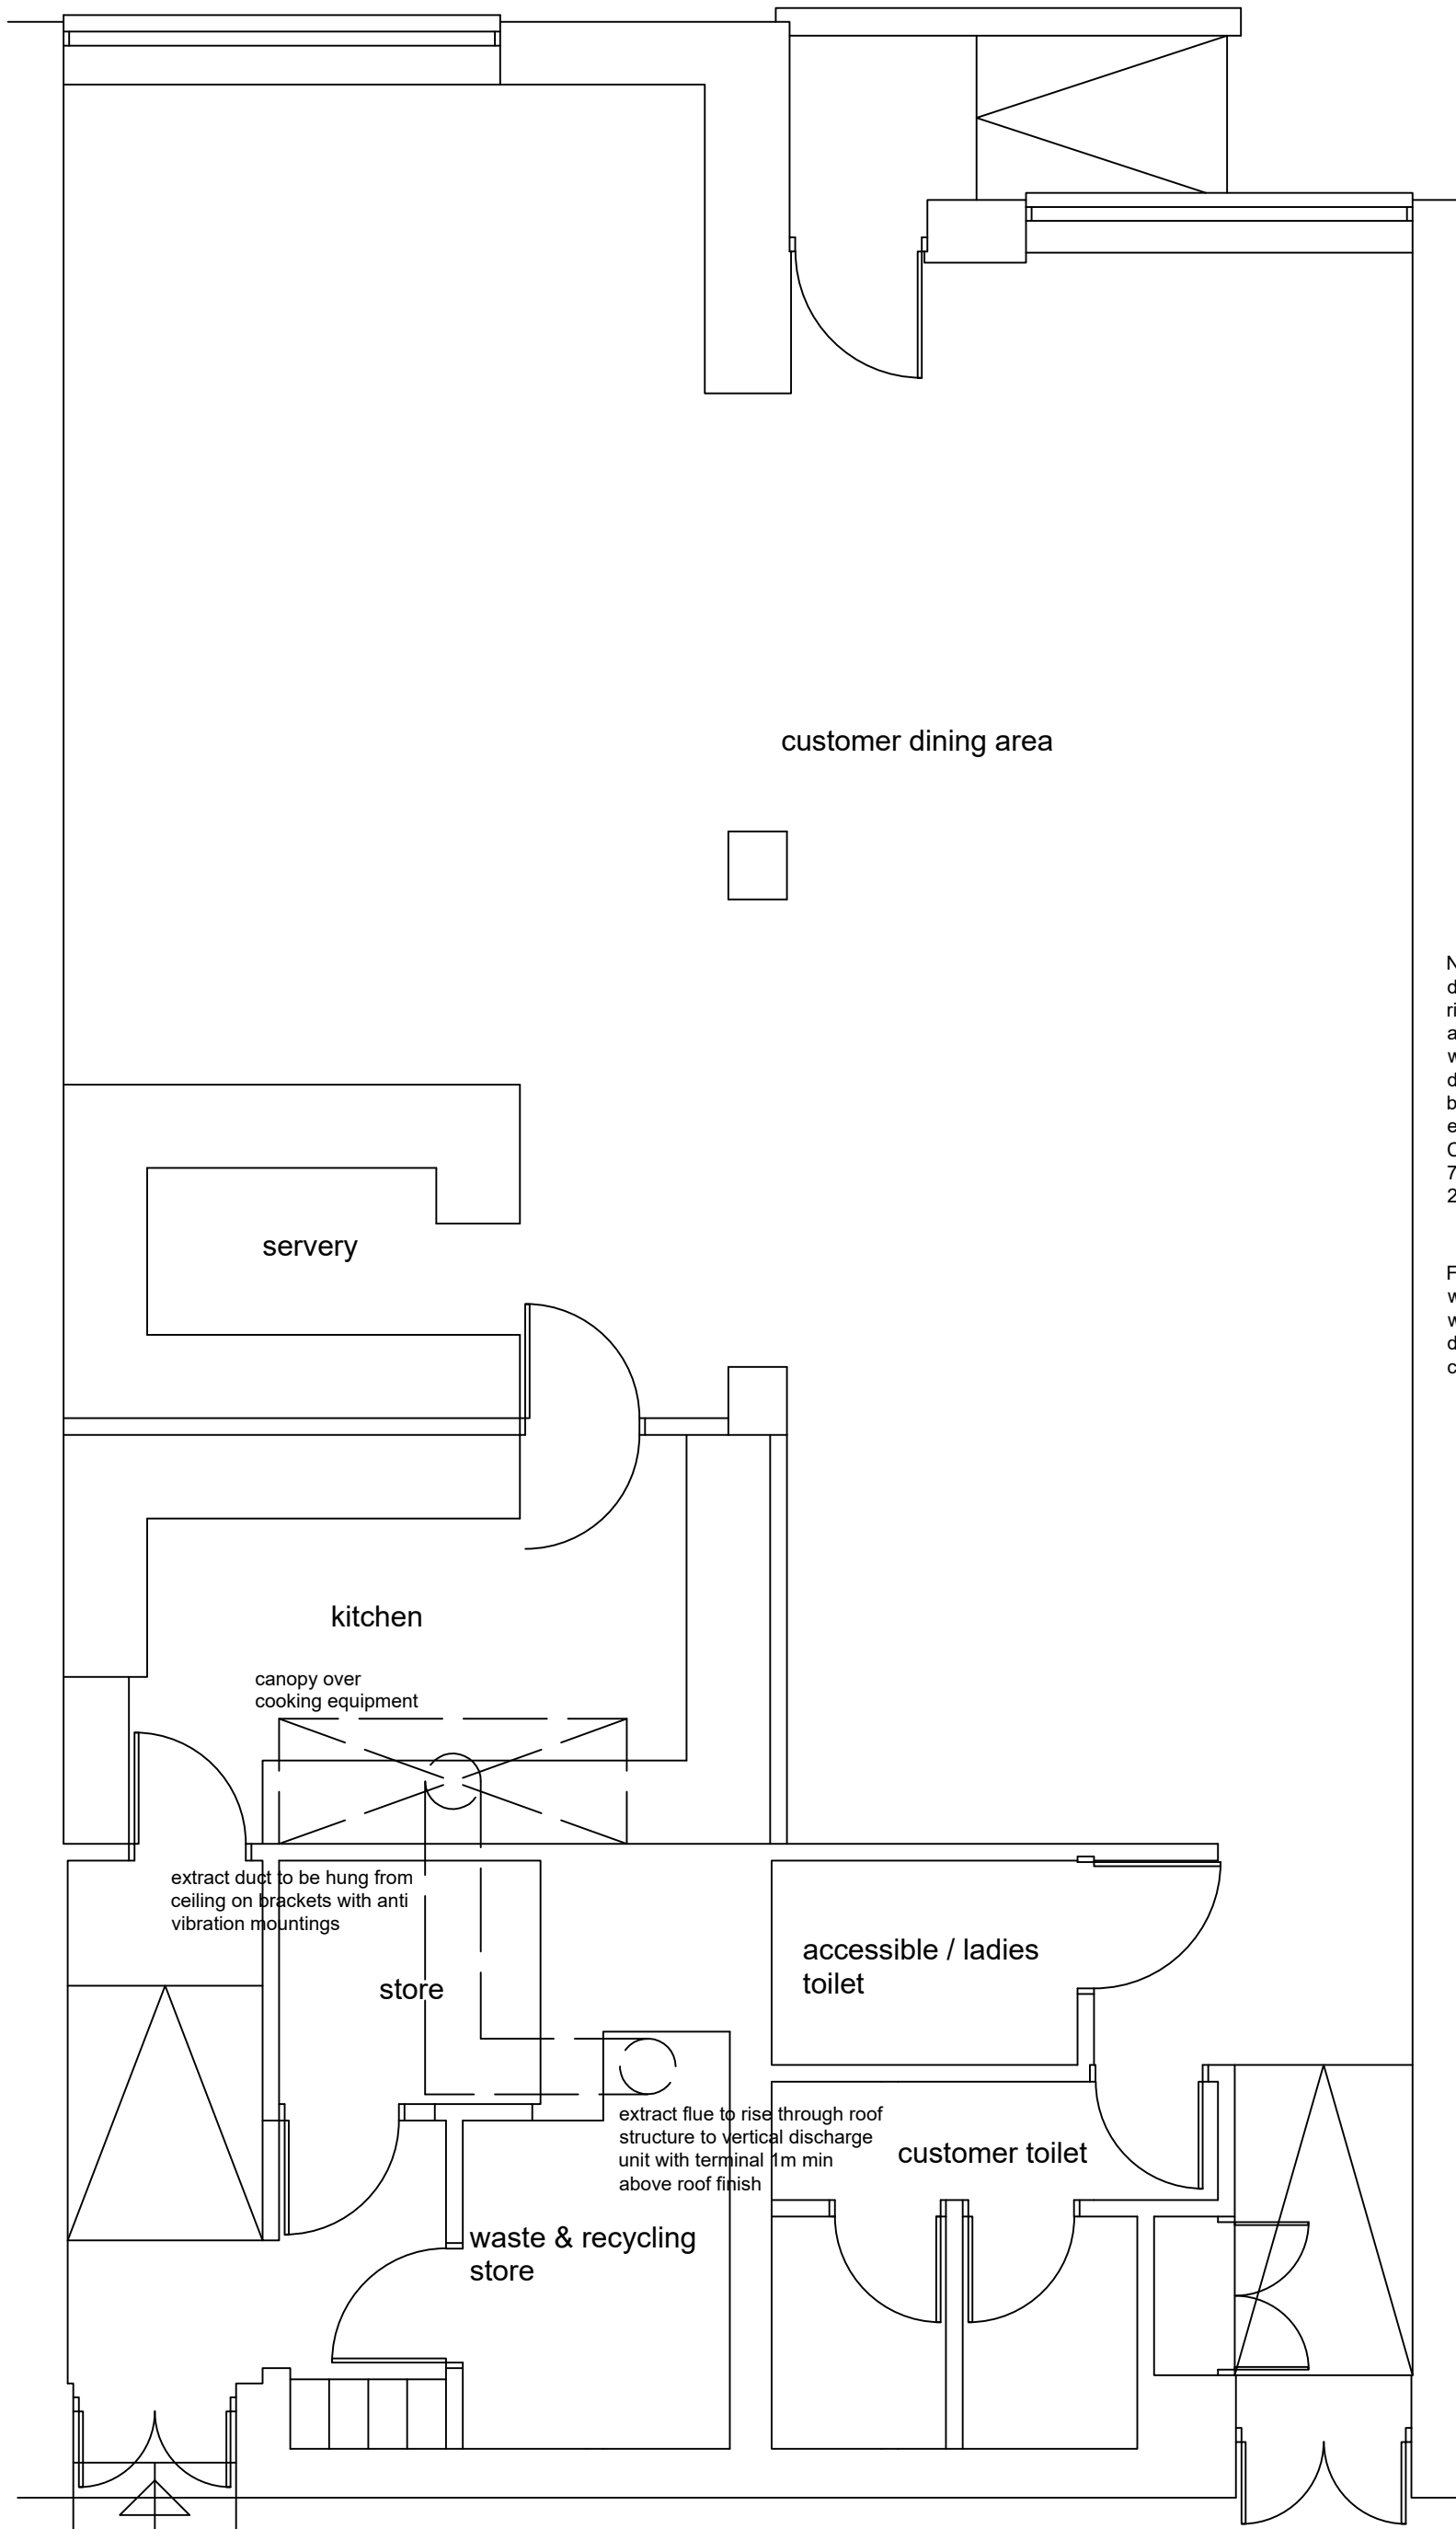 customer dining area
servery
kitchen
canopy over
cooking equipment
extract duct to be hung from
ceiling on brackets with anti
vibration mountings
store
accessible / ladies
toilet
extract flue to rise through roof
structure to vertical discharge
unit with terminal 1m min
above roof finish
customer toilet
waste & recycling
store